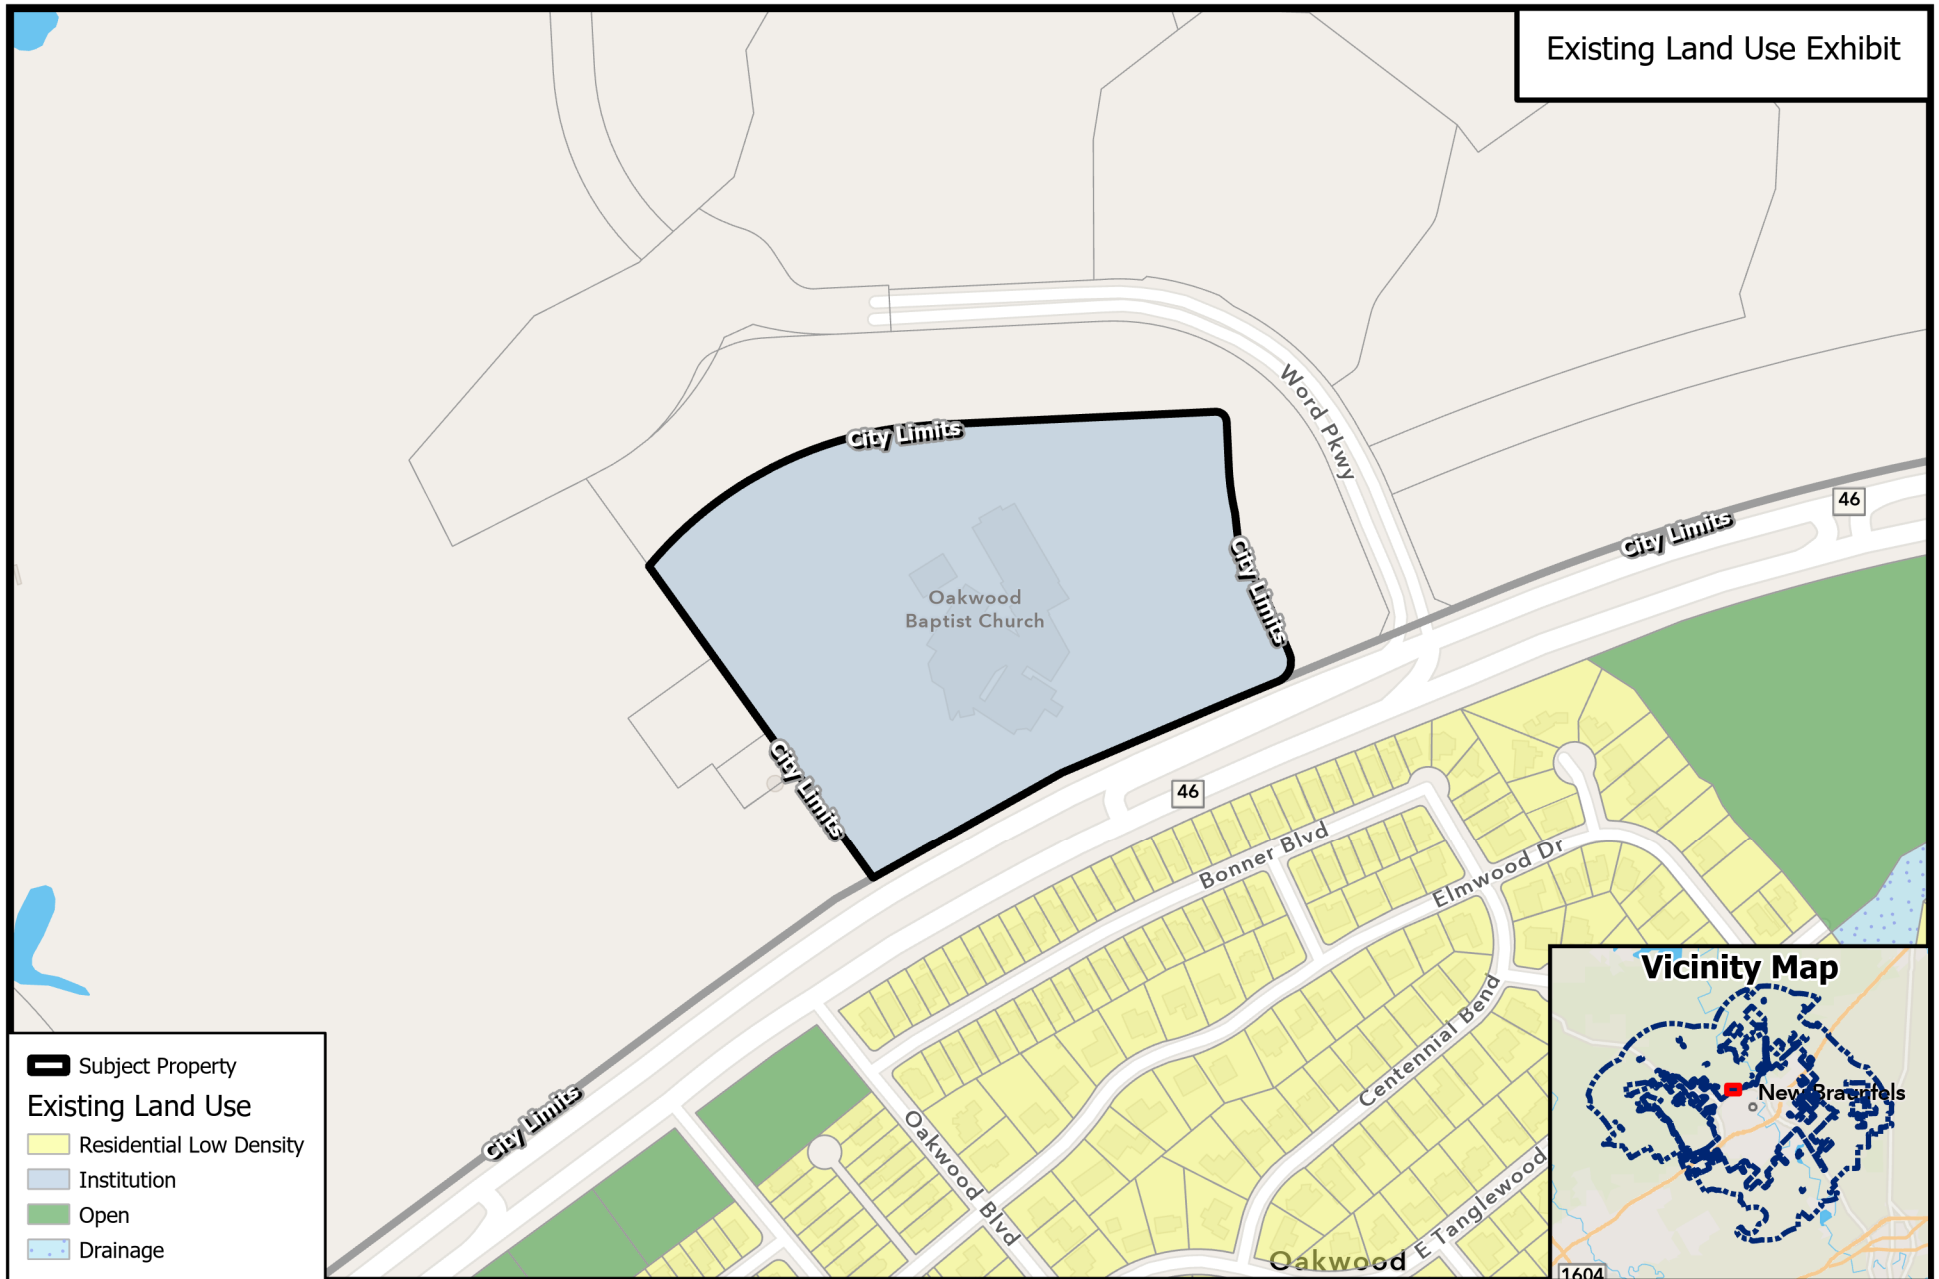 Existing Land Use Exhibit
Word Pkwy
City Limits
46
City Limits
City Limits
Oakwood
Baptist Church
City Limits
46
Bonner Blvd
Elmwood Dr
Centennial Bend
Oakwood Blvd
E Tanglewood
Oakwood
City Limits
Subject Property
Existing Land Use
Residential Low Density
Institution
Open
Drainage
Vicinity Map
New Braunfels
1604